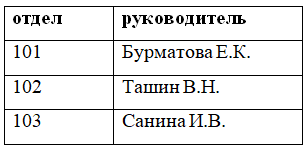 отдел руководитель
101 Бурматова Е.К.
102 Ташин В.Н.
103 Санина И.В.